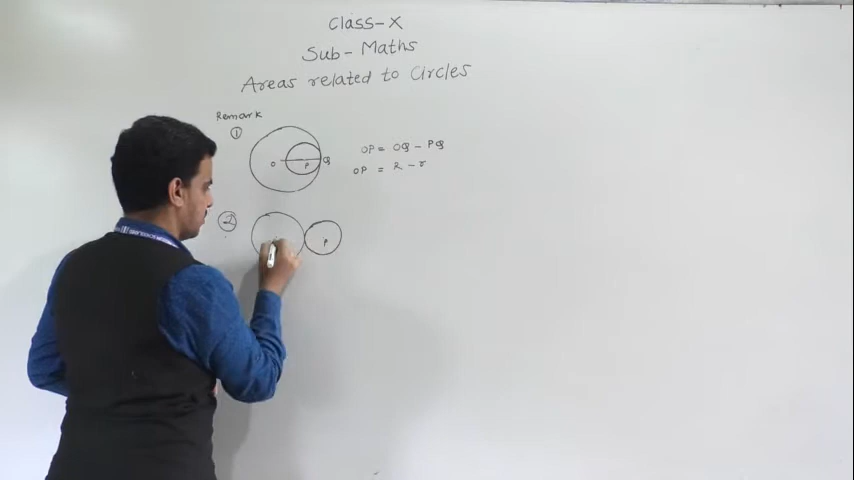 Class-X
Sub-Maths
Areas related to Circles
Remark
①
O P Q
OP = OQ - PQ
OP = R - r
②
P